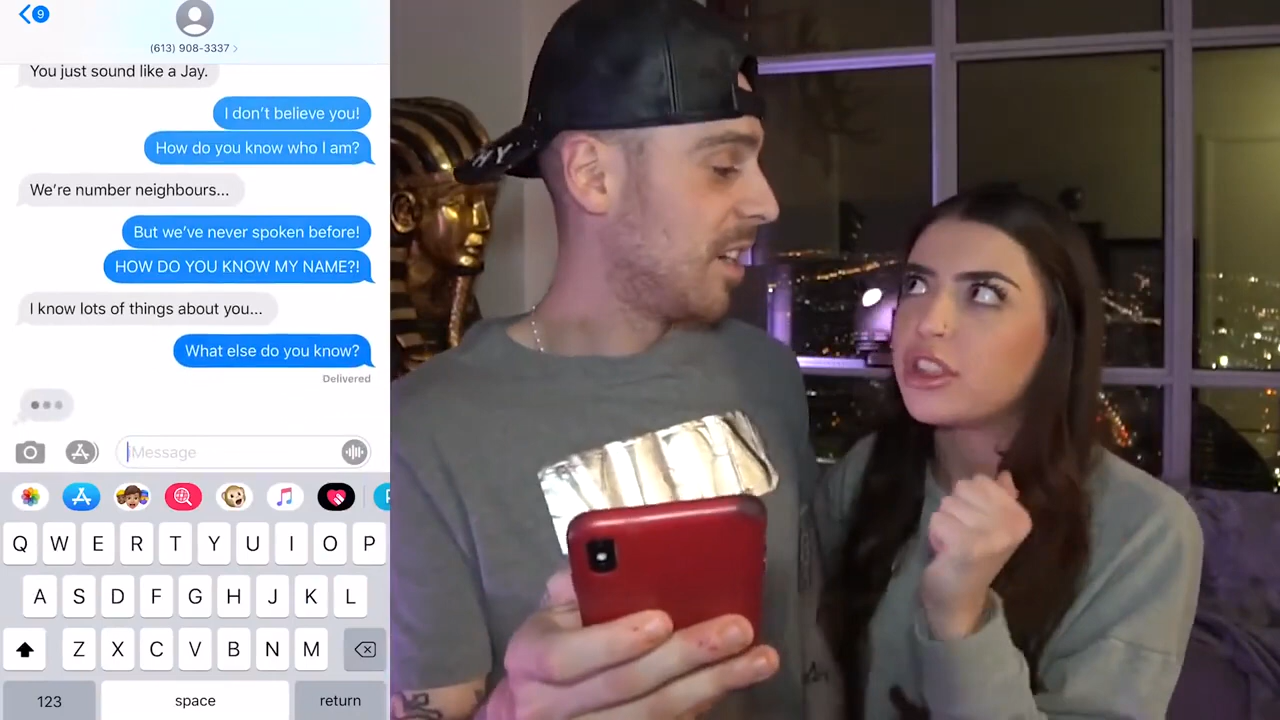 9
(613) 908-3337 >
You just sound like a Jay.
I don't believe you!
How do you know who I am?
We're number neighbours...
But we've never spoken before!
HOW DO YOU KNOW MY NAME?!
I know lots of things about you...
What else do you know?
Delivered
Message
Q W E R T Y U I O P
A S D F G H J K L
Z X C V B N M
123 space return
HY